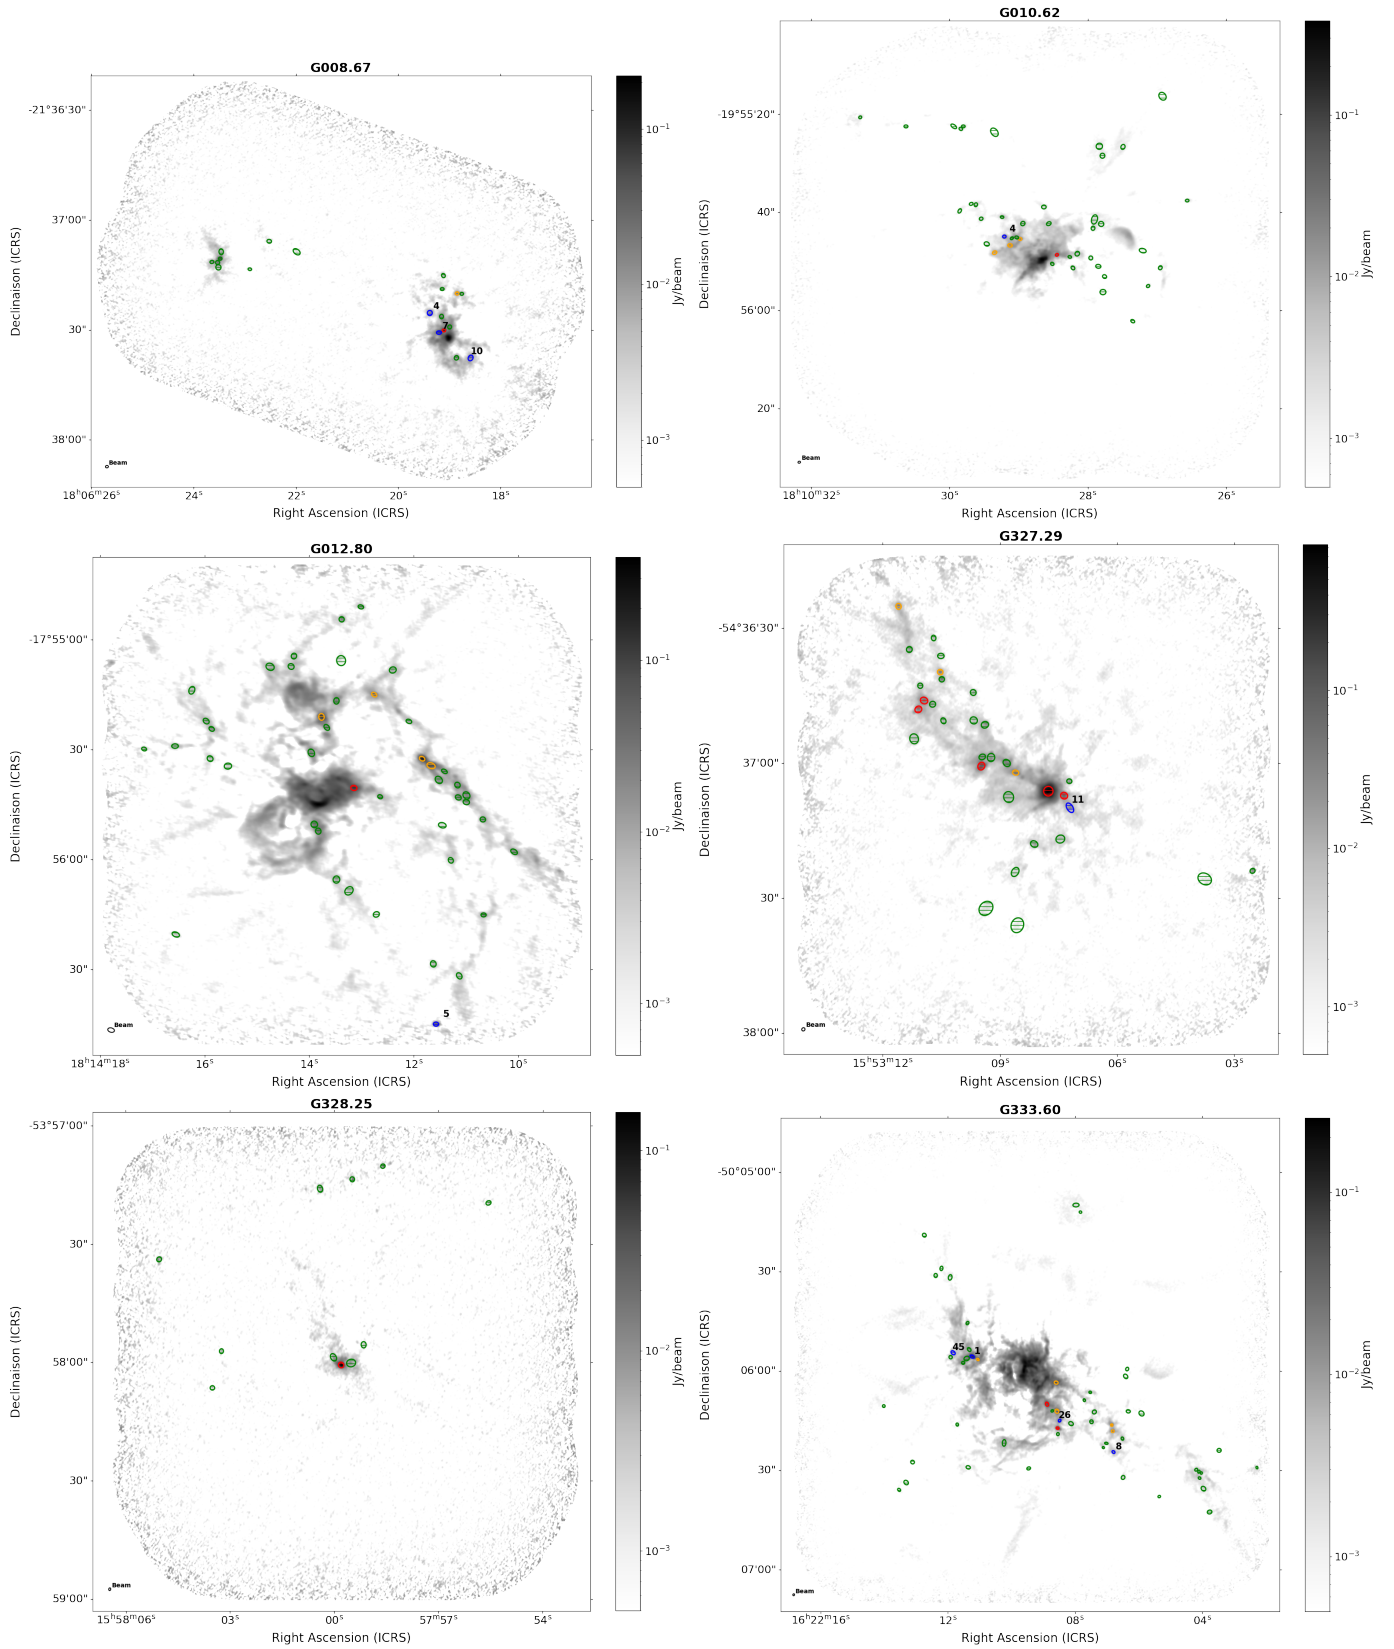 G008.67
-21°36'30"
37'00"
30"
38'00"
Declinaison (ICRS)
4
7
10
Beam
18ʰ06ᵐ26ˢ
24ˢ
22ˢ
20ˢ
18ˢ
Right Ascension (ICRS)
10⁻¹
10⁻²
10⁻³
Jy/beam
G010.62
-19°55'20"
40"
56'00"
20"
Declinaison (ICRS)
4
Beam
18ʰ10ᵐ32ˢ
30ˢ
28ˢ
26ˢ
Right Ascension (ICRS)
10⁻¹
10⁻²
10⁻³
Jy/beam
G012.80
-17°55'00"
30"
56'00"
30"
Declinaison (ICRS)
5
Beam
18ʰ14ᵐ18ˢ
16ˢ
14ˢ
12ˢ
10ˢ
Right Ascension (ICRS)
10⁻¹
10⁻²
10⁻³
Jy/beam
G327.29
-54°36'30"
37'00"
30"
38'00"
Declinaison (ICRS)
11
Beam
15ʰ53ᵐ12ˢ
09ˢ
06ˢ
03ˢ
Right Ascension (ICRS)
10⁻¹
10⁻²
10⁻³
Jy/beam
G328.25
-53°57'00"
30"
58'00"
30"
59'00"
Declinaison (ICRS)
Beam
15ʰ58ᵐ06ˢ
03ˢ
00ˢ
57ᵐ57ˢ
54ˢ
Right Ascension (ICRS)
10⁻¹
10⁻²
10⁻³
Jy/beam
G333.60
-50°05'00"
30"
06'00"
30"
07'00"
Declinaison (ICRS)
45
1
26
8
Beam
16ʰ22ᵐ16ˢ
12ˢ
08ˢ
04ˢ
Right Ascension (ICRS)
10⁻¹
10⁻²
10⁻³
Jy/beam